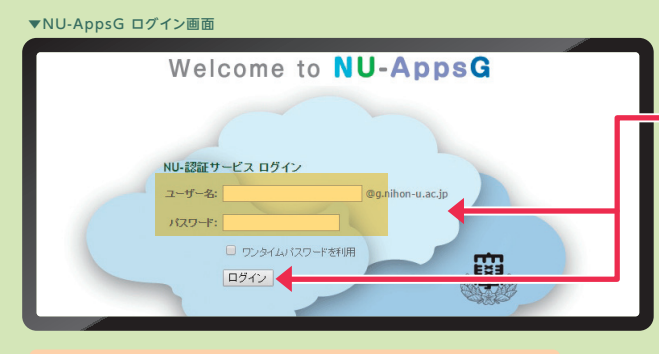 ▼NU-AppsG ログイン画面
Welcome to NU-AppsG
NU-認証サービス ログイン
ユーザー名: @g.nihon-u.ac.jp
パスワード:
ワンタイムパスワードを利用
ログイン